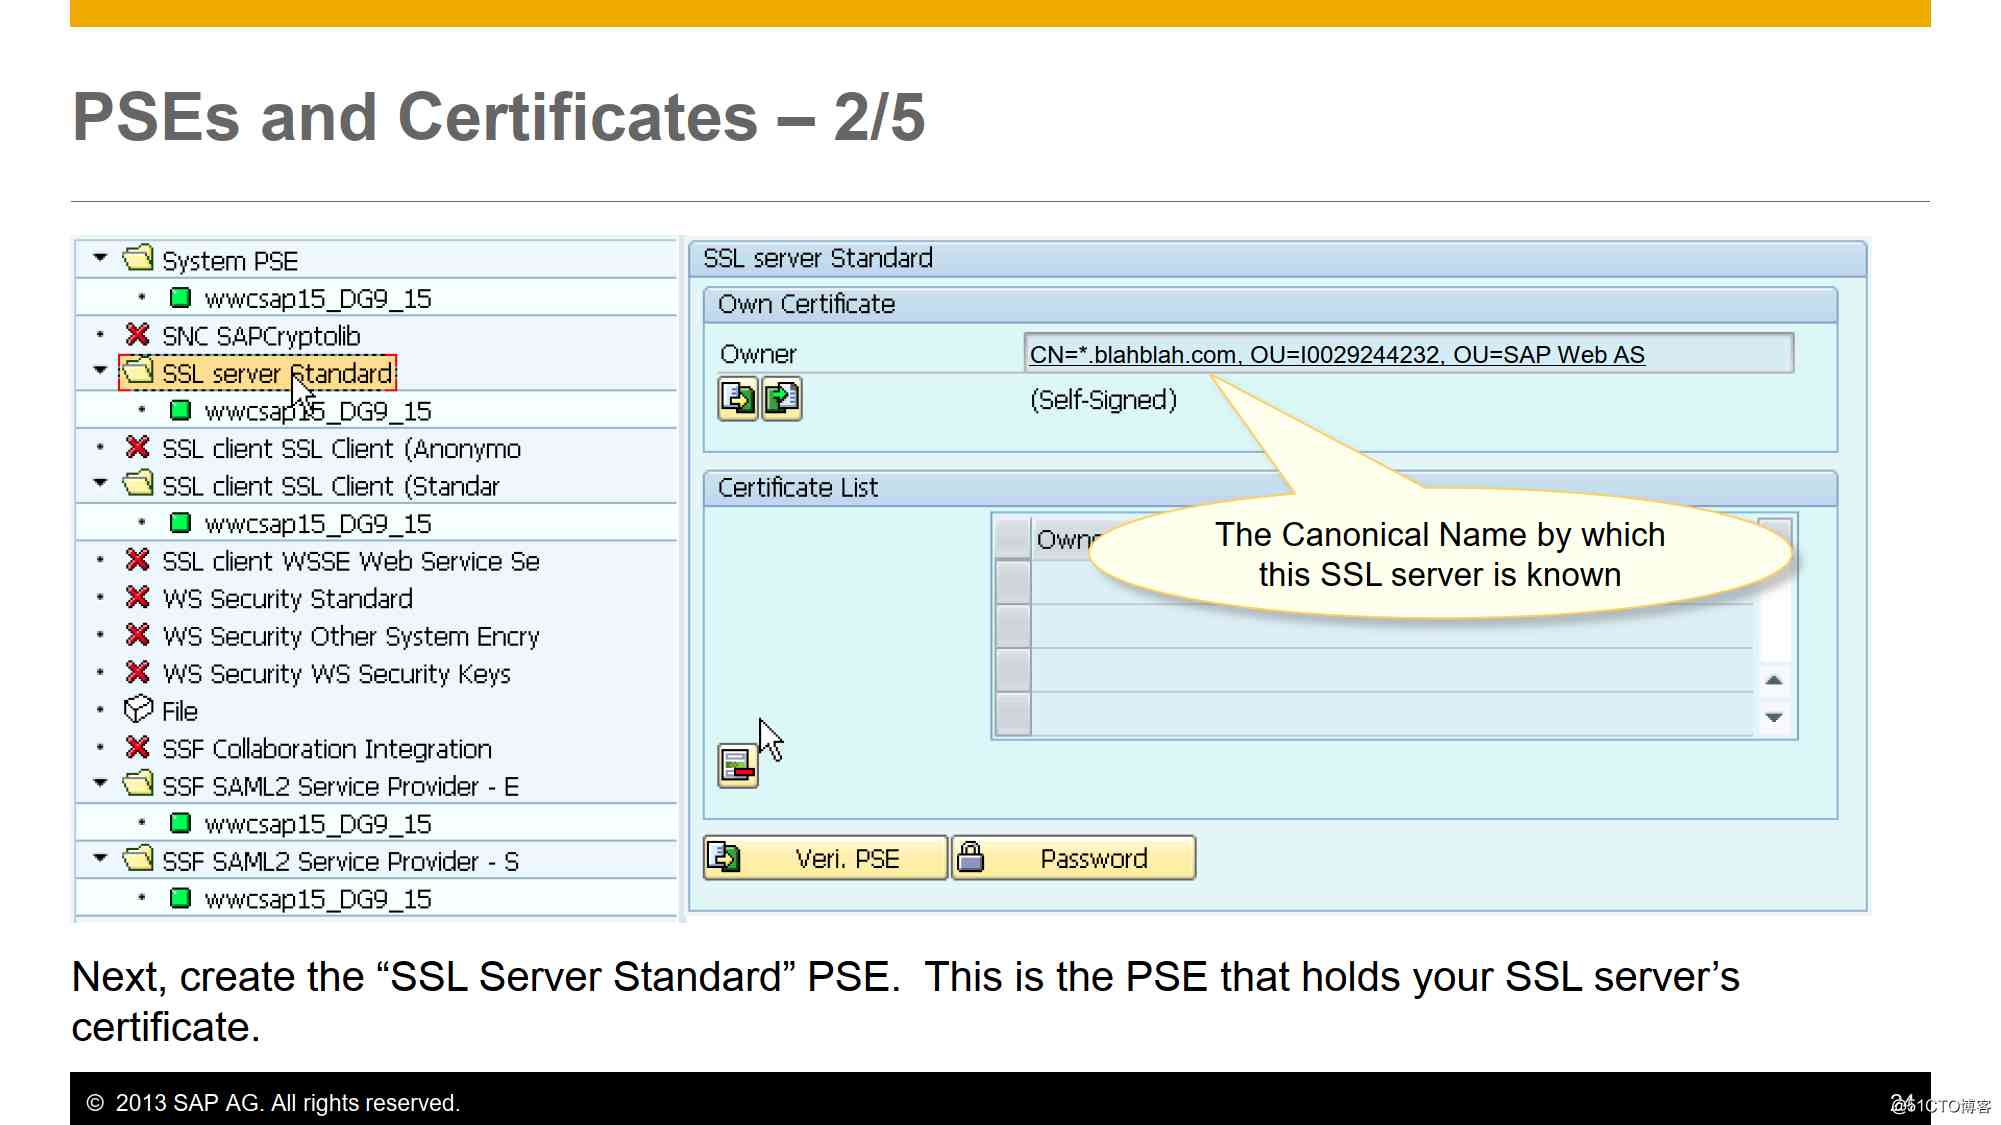 PSEs and Certificates – 2/5
System PSE
wwcsap15_DG9_15
SNC SAPCryptolib
SSL server Standard
wwcsap15_DG9_15
SSL client SSL Client (Anonymo
SSL client SSL Client (Standar
wwcsap15_DG9_15
SSL client WSSE Web Service Se
WS Security Standard
WS Security Other System Encry
WS Security WS Security Keys
File
SSF Collaboration Integration
SSF SAML2 Service Provider - E
wwcsap15_DG9_15
SSF SAML2 Service Provider - S
wwcsap15_DG9_15
SSL server Standard
Own Certificate
Owner
CN=*.blahblah.com, OU=I0029244232, OU=SAP Web AS
(Self-Signed)
Certificate List
The Canonical Name by which
this SSL server is known
Veri. PSE
Password
Next, create the “SSL Server Standard” PSE.  This is the PSE that holds your SSL server’s
certificate.
© 2013 SAP AG. All rights reserved.
@51CTO博客